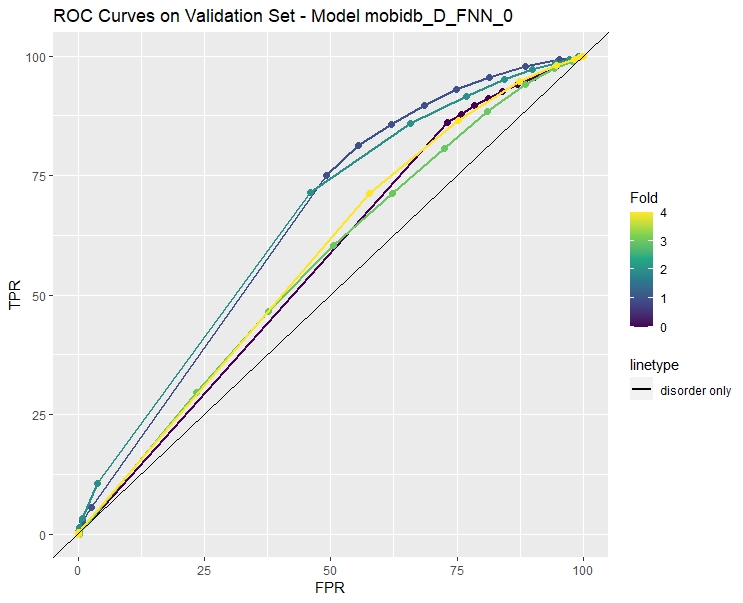 ROC Curves on Validation Set - Model mobidb_D_FNN_0
100
75
50
25
0
TPR
0
25
50
75
100
FPR
Fold
4
3
2
1
0
linetype
disorder only